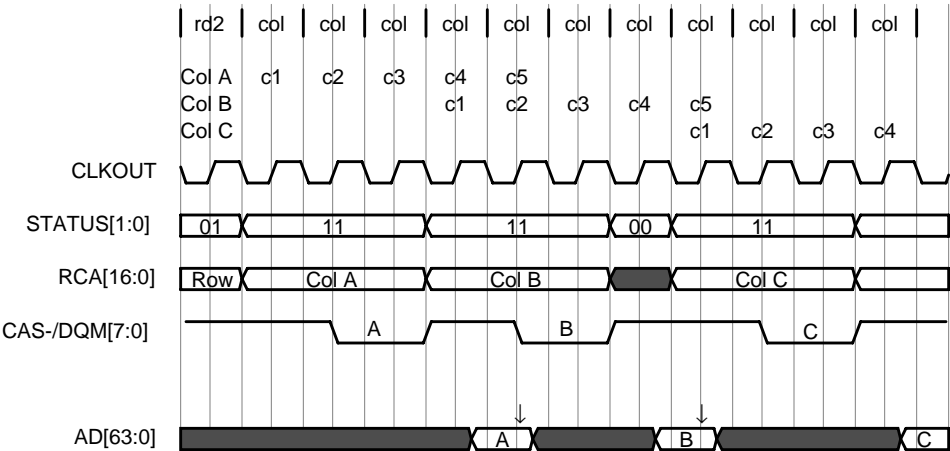 rd2 col col col col col col col col col col col
Col A c1 c2 c3 c4 c5
Col B c1 c2 c3 c4 c5
Col C c1 c2 c3 c4
CLKOUT
STATUS[1:0] 01 11 11 00 11
RCA[16:0] Row Col A Col B Col C
CAS-/DQM[7:0] A B C
AD[63:0] A B C